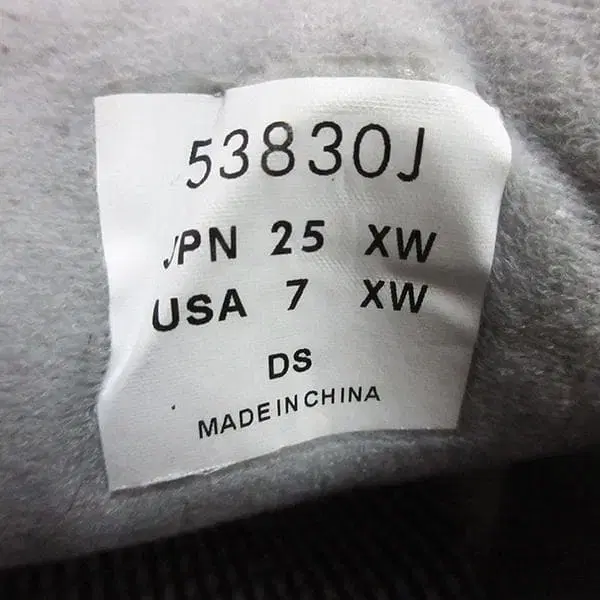 53830J
JPN 25 XW
USA 7 XW
DS
MADE IN CHINA